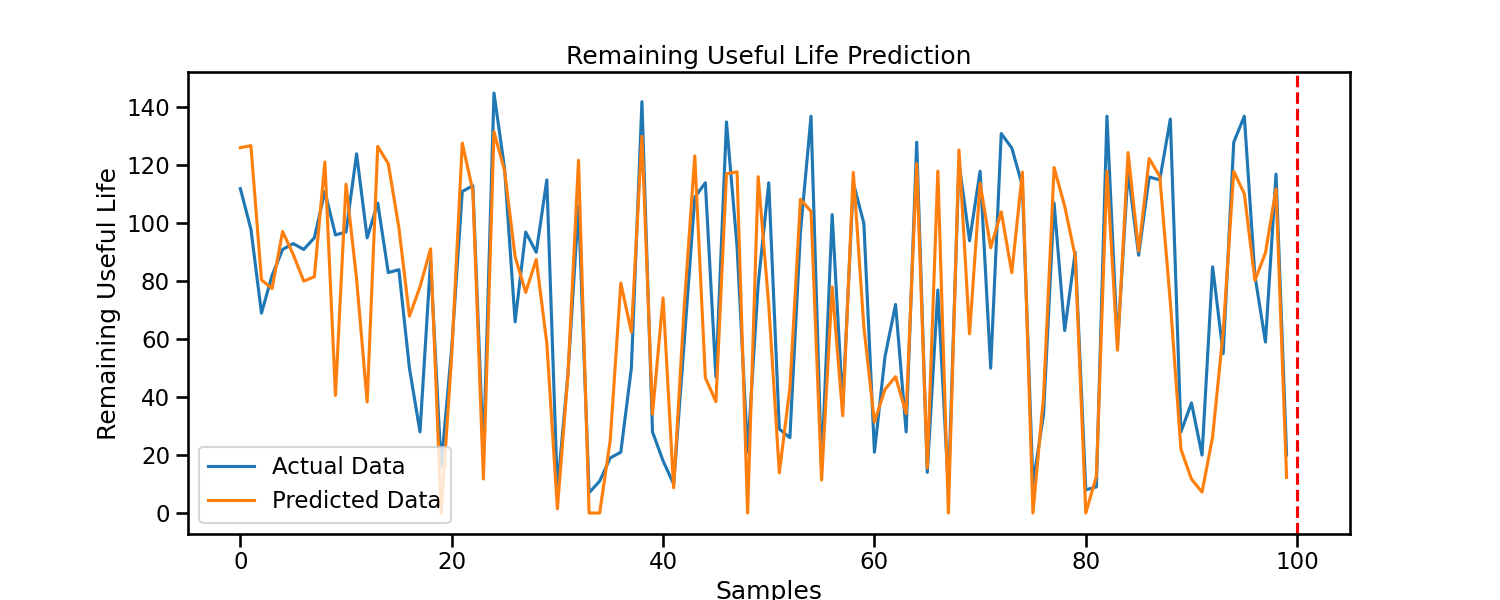 Remaining Useful Life Prediction
Remaining Useful Life
140
120
100
80
60
40
20
0
Actual Data
Predicted Data
0 20 40 60 80 100
Samples